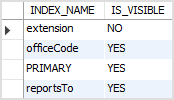 INDEX_NAME IS_VISIBLE
extension NO
officeCode YES
PRIMARY YES
reportsTo YES